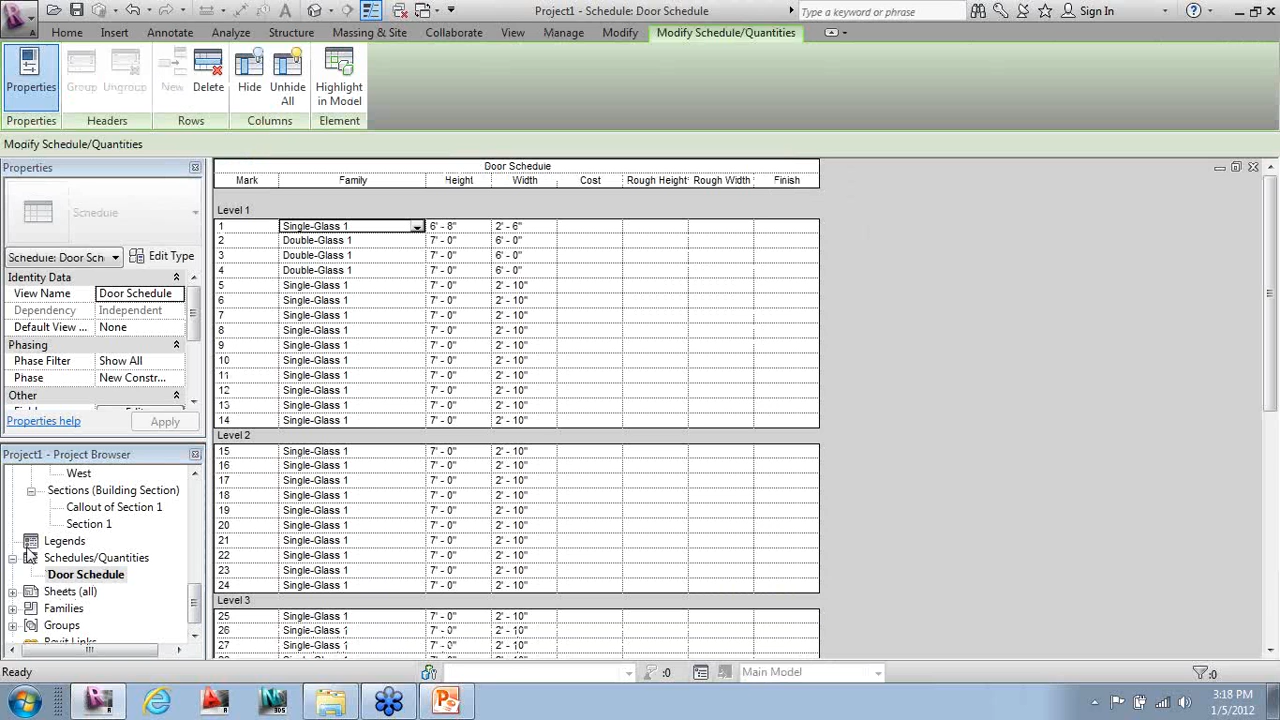 Project1 - Schedule: Door Schedule
Type a keyword or phrase
Sign In
Home Insert Annotate Analyze Structure Massing & Site Collaborate View Manage Modify Modify Schedule/Quantities
Properties Group Ungroup New Delete Hide Unhide All Highlight in Model
Properties Headers Rows Columns Element
Modify Schedule/Quantities
Properties
Schedule
Schedule: Door Sch Edit Type
Identity Data
View Name Door Schedule
Dependency Independent
Default View ... None
Phasing
Phase Filter Show All
Phase New Constr...
Other
Properties help Apply
Project1 - Project Browser
West
Sections (Building Section)
Callout of Section 1
Section 1
Legends
Schedules/Quantities
Door Schedule
Sheets (all)
Families
Groups
Revit Links
Door Schedule
Mark Family Height Width Cost Rough Height Rough Width Finish
Level 1
1 Single-Glass 1 6' - 8" 2' - 6"
2 Double-Glass 1 7' - 0" 6' - 0"
3 Double-Glass 1 7' - 0" 6' - 0"
4 Double-Glass 1 7' - 0" 6' - 0"
5 Single-Glass 1 7' - 0" 2' - 10"
6 Single-Glass 1 7' - 0" 2' - 10"
7 Single-Glass 1 7' - 0" 2' - 10"
8 Single-Glass 1 7' - 0" 2' - 10"
9 Single-Glass 1 7' - 0" 2' - 10"
10 Single-Glass 1 7' - 0" 2' - 10"
11 Single-Glass 1 7' - 0" 2' - 10"
12 Single-Glass 1 7' - 0" 2' - 10"
13 Single-Glass 1 7' - 0" 2' - 10"
14 Single-Glass 1 7' - 0" 2' - 10"
Level 2
15 Single-Glass 1 7' - 0" 2' - 10"
16 Single-Glass 1 7' - 0" 2' - 10"
17 Single-Glass 1 7' - 0" 2' - 10"
18 Single-Glass 1 7' - 0" 2' - 10"
19 Single-Glass 1 7' - 0" 2' - 10"
20 Single-Glass 1 7' - 0" 2' - 10"
21 Single-Glass 1 7' - 0" 2' - 10"
22 Single-Glass 1 7' - 0" 2' - 10"
23 Single-Glass 1 7' - 0" 2' - 10"
24 Single-Glass 1 7' - 0" 2' - 10"
Level 3
25 Single-Glass 1 7' - 0" 2' - 10"
26 Single-Glass 1 7' - 0" 2' - 10"
27 Single-Glass 1 7' - 0" 2' - 10"
Ready
:0
Main Model
:0
3:18 PM
1/5/2012